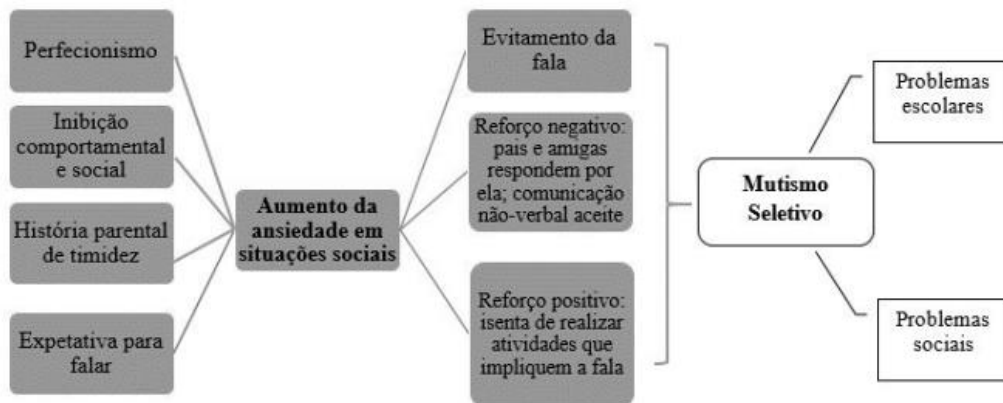 Perfecionismo
Inibição
comportamental
e social
História parental
de timidez
Expetativa para
falar
Aumento da
ansiedade em
situações sociais
Evitamento da
fala
Reforço negativo:
pais e amigas
respondem por
ela; comunicação
não-verbal aceite
Reforço positivo:
isenta de realizar
atividades que
impliquem a fala
Mutismo
Seletivo
Problemas
escolares
Problemas
sociais